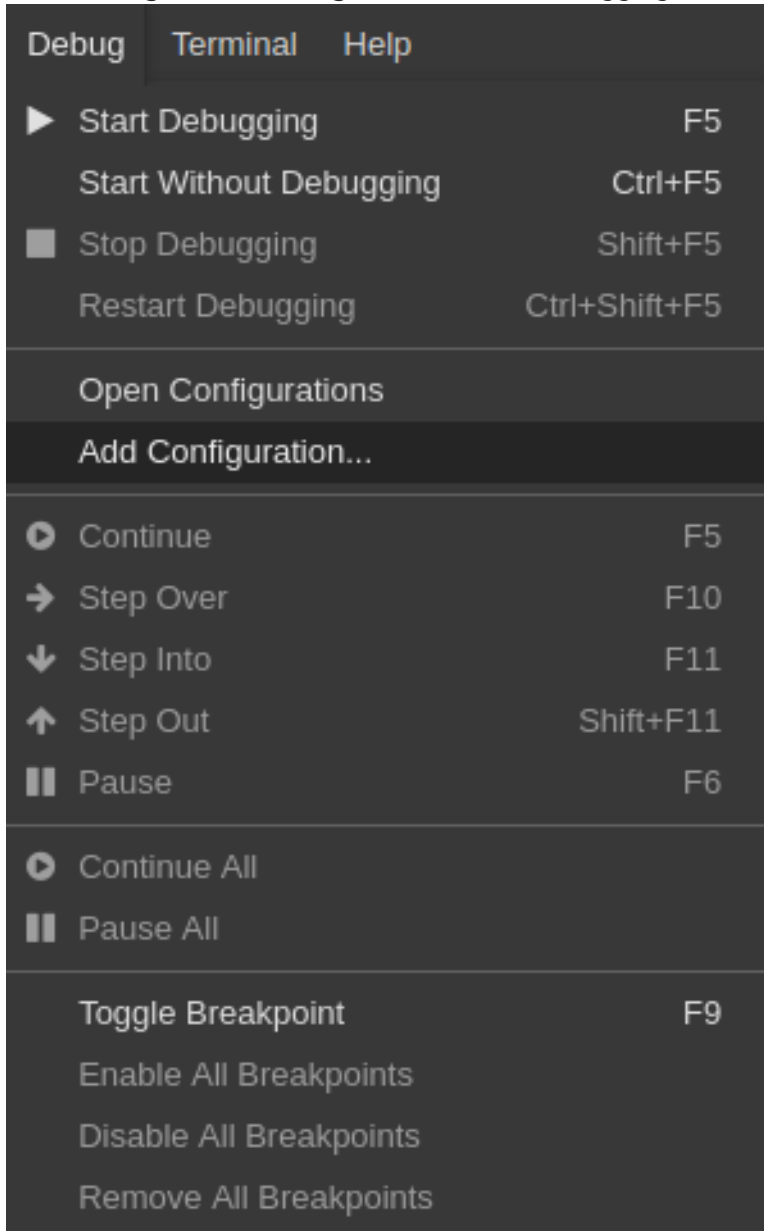 Debug Terminal Help
Start Debugging F5
Start Without Debugging Ctrl+F5
Stop Debugging Shift+F5
Restart Debugging Ctrl+Shift+F5
Open Configurations
Add Configuration...
Continue F5
Step Over F10
Step Into F11
Step Out Shift+F11
Pause F6
Continue All
Pause All
Toggle Breakpoint F9
Enable All Breakpoints
Disable All Breakpoints
Remove All Breakpoints